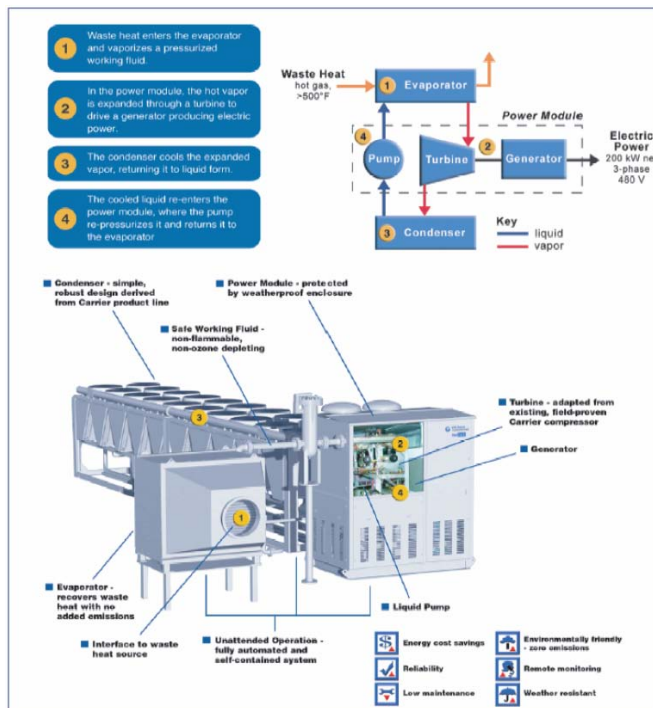 1
Waste heat enters the evaporator
and vaporizes a pressurized
working fluid.
2
In the power module, the hot vapor
is expanded through a turbine to
drive a generator producing electric
power.
3
The condenser cools the expanded
vapor, returning it to liquid form.
4
The cooled liquid re-enters the
power module, where the pump
re-pressurizes it and returns it to
the evaporator
Waste Heat
hot gas,
>500°F
1
Evaporator
Power Module
4
Pump
Turbine
2
Generator
Electric
Power
200 kW ne
3-phase
480 V
3
Condenser
Key
liquid
vapor
Condenser - simple,
robust design derived
from Carrier product line
Power Module - protected
by weatherproof enclosure
Safe Working Fluid -
non-flammable,
non-ozone depleting
Turbine - adapted from
existing, field-proven
Carrier compressor
Generator
3
2
1
4
Evaporator -
recovers waste
heat with no
added emissions
Liquid Pump
Interface to waste
heat source
Unattended Operation -
fully automated and
self-contained system
Energy cost savings
Environmentally friendly
- zero emissions
Reliability
Remote monitoring
Low maintenance
Weather resistant